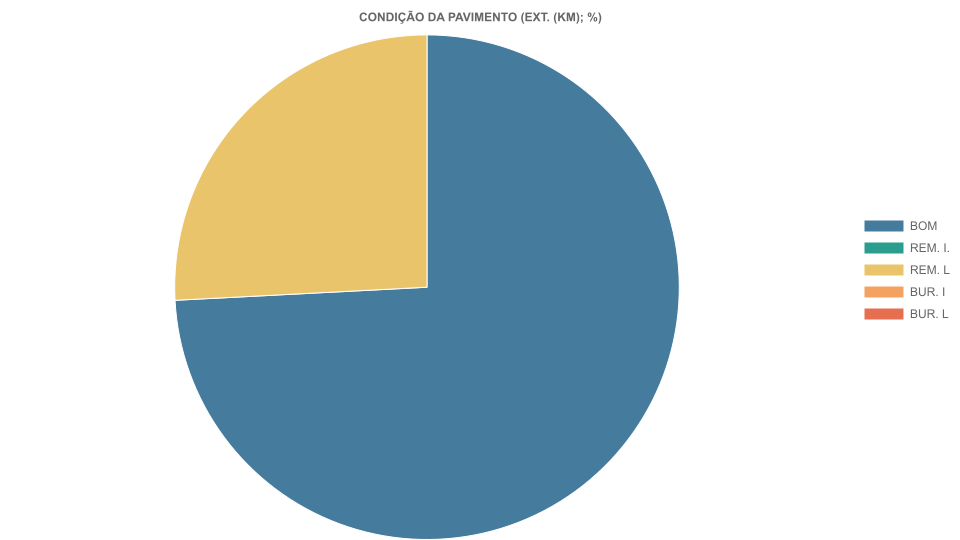 CONDIÇÃO DA PAVIMENTO (EXT. (KM); %)
BOM
REM. I.
REM. L
BUR. I
BUR. L